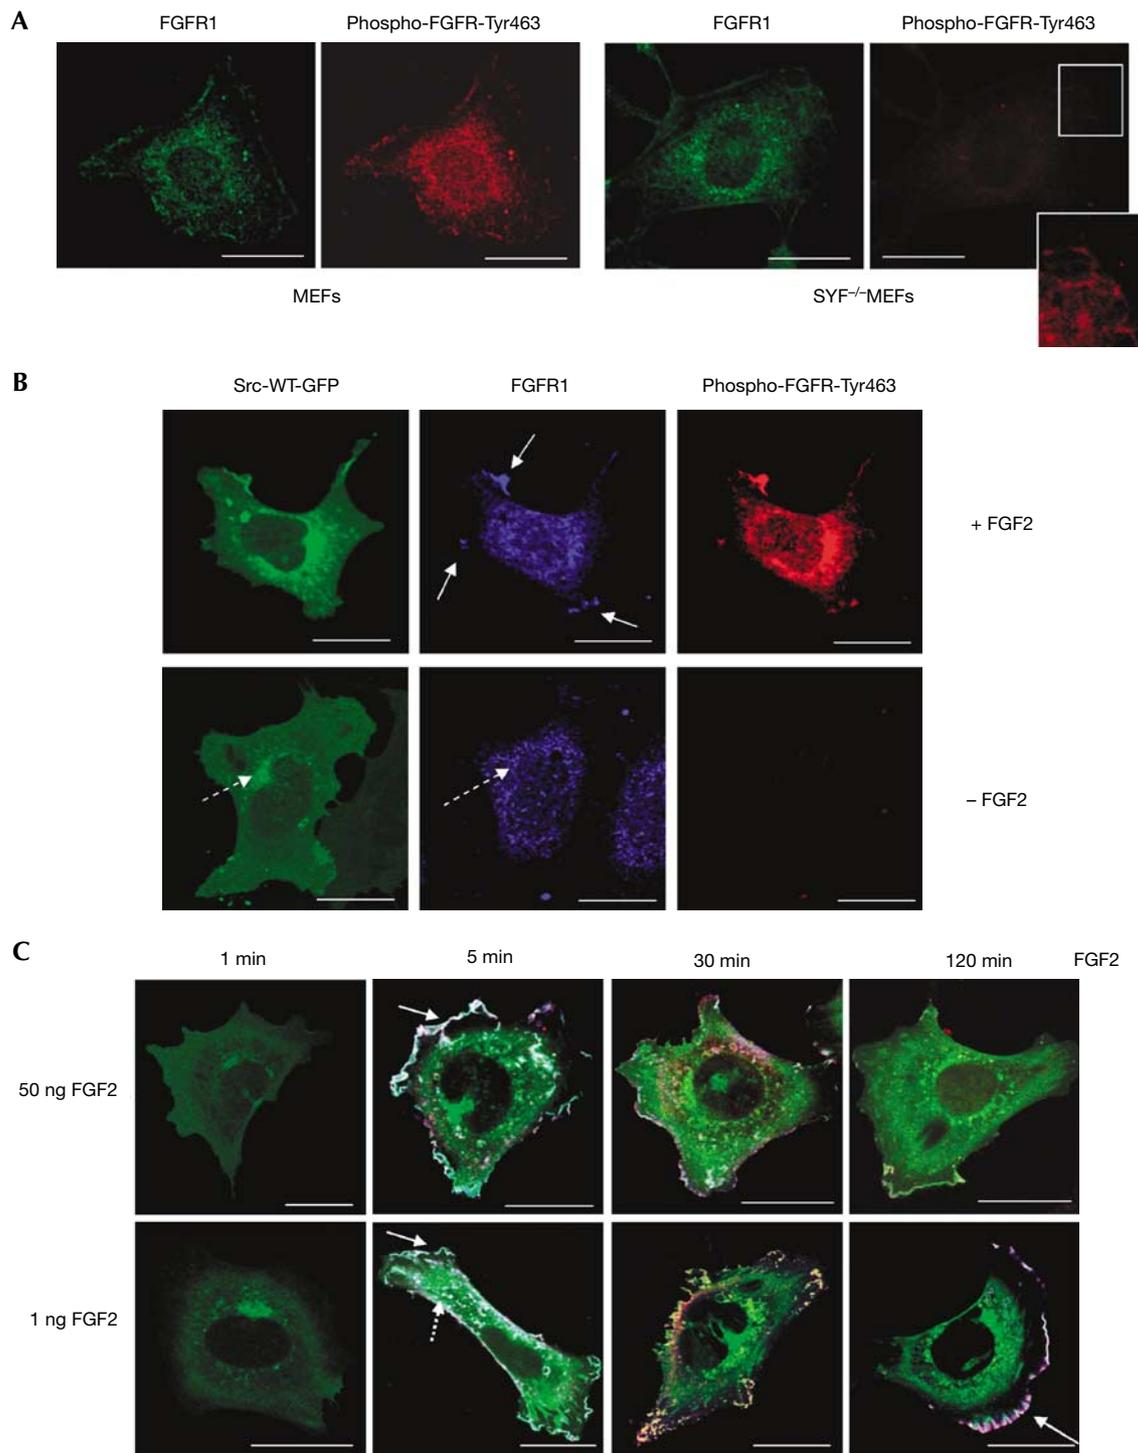 A
FGFR1 Phospho-FGFR-Tyr463 FGFR1 Phospho-FGFR-Tyr463
MEFs SYF–/–MEFs
B
Src-WT-GFP FGFR1 Phospho-FGFR-Tyr463
+ FGF2
– FGF2
C
1 min 5 min 30 min 120 min FGF2
50 ng FGF2
1 ng FGF2